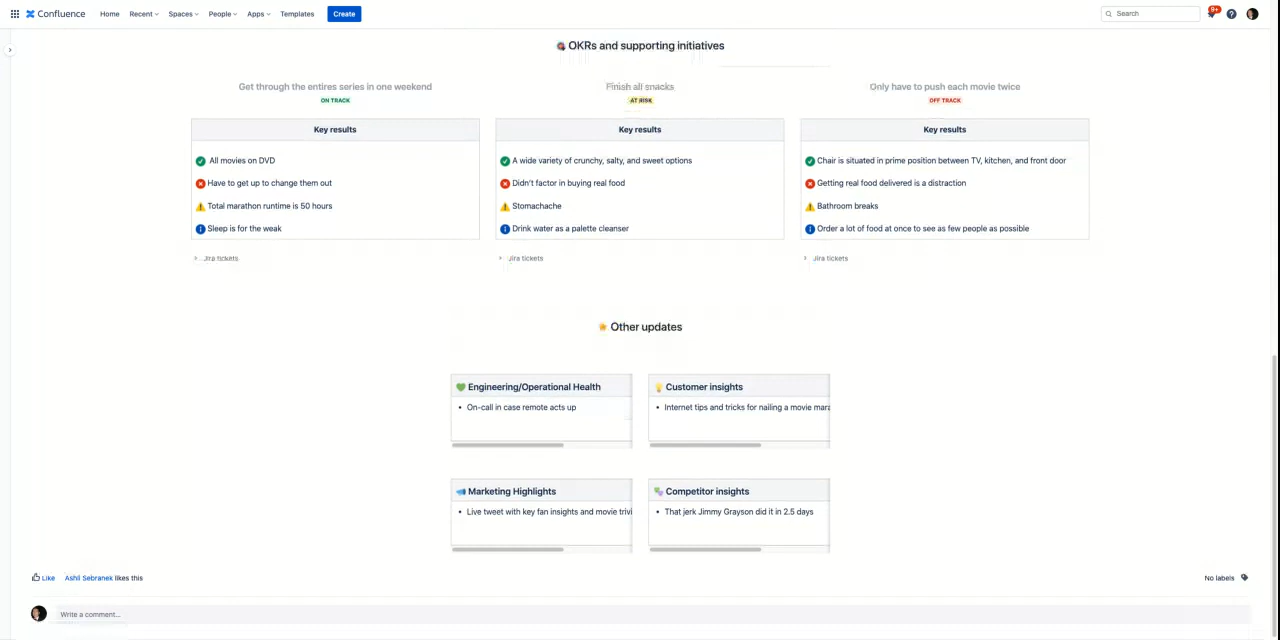 Confluence Home Recent Spaces People Apps Templates Create Search 9+
OKRs and supporting initiatives
Get through the entires series in one weekend
ON TRACK
Key results
All movies on DVD
Have to get up to change them out
Total marathon runtime is 50 hours
Sleep is for the weak
Jira tickets
Finish all snacks
AT RISK
Key results
A wide variety of crunchy, salty, and sweet options
Didn't factor in buying real food
Stomachache
Drink water as a palette cleanser
Jira tickets
Only have to push each movie twice
OFF TRACK
Key results
Chair is situated in prime position between TV, kitchen, and front door
Getting real food delivered is a distraction
Bathroom breaks
Order a lot of food at once to see as few people as possible
Jira tickets
Other updates
Engineering/Operational Health
• On-call in case remote acts up
Customer insights
• Internet tips and tricks for nailing a movie mara
Marketing Highlights
• Live tweet with key fan insights and movie trivi
Competitor insights
• That jerk Jimmy Grayson did it in 2.5 days
Like Ashli Sebranek likes this No labels
Write a comment...